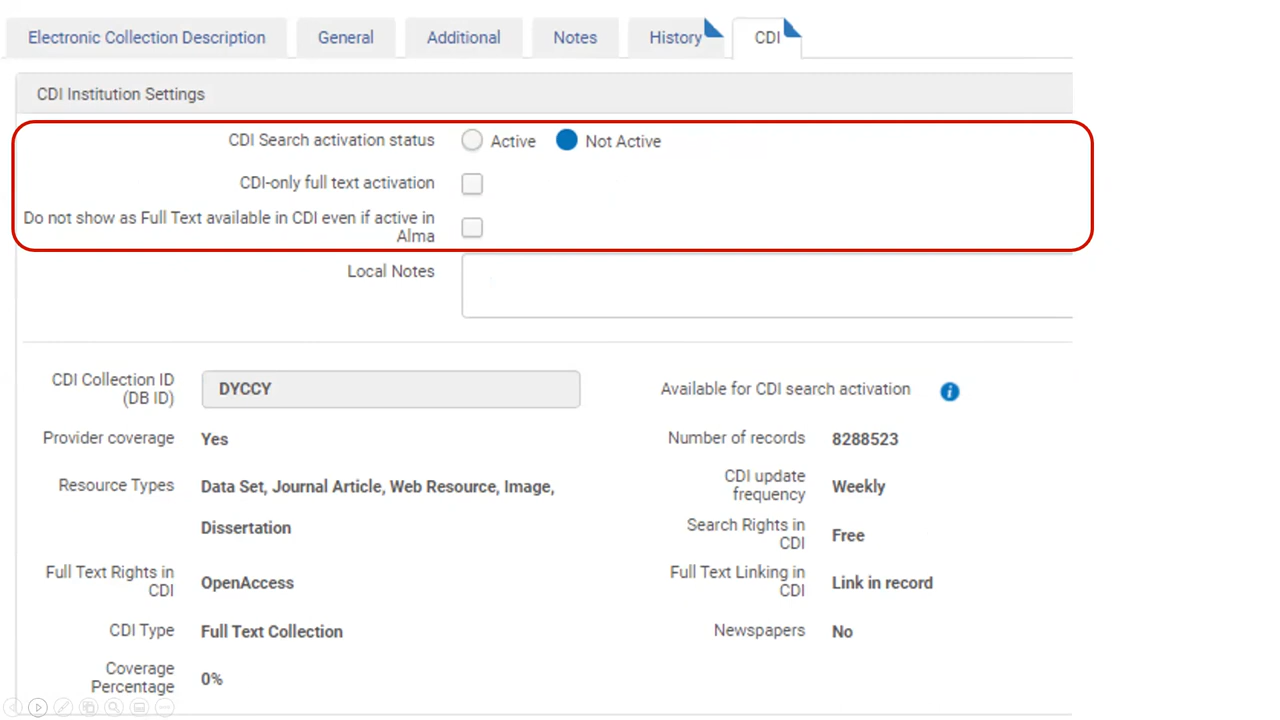 Electronic Collection Description General Additional Notes History CDI
CDI Institution Settings
CDI Search activation status Active Not Active
CDI-only full text activation
Do not show as Full Text available in CDI even if active in
Alma
Local Notes
CDI Collection ID
(DB ID)
DYCCY
Available for CDI search activation i
Provider coverage Yes
Number of records 8288523
Resource Types Data Set, Journal Article, Web Resource, Image,
Dissertation
CDI update
frequency
Weekly
Search Rights in
CDI
Free
Full Text Rights in
CDI
OpenAccess
Full Text Linking in
CDI
Link in record
CDI Type Full Text Collection
Newspapers No
Coverage
Percentage
0%